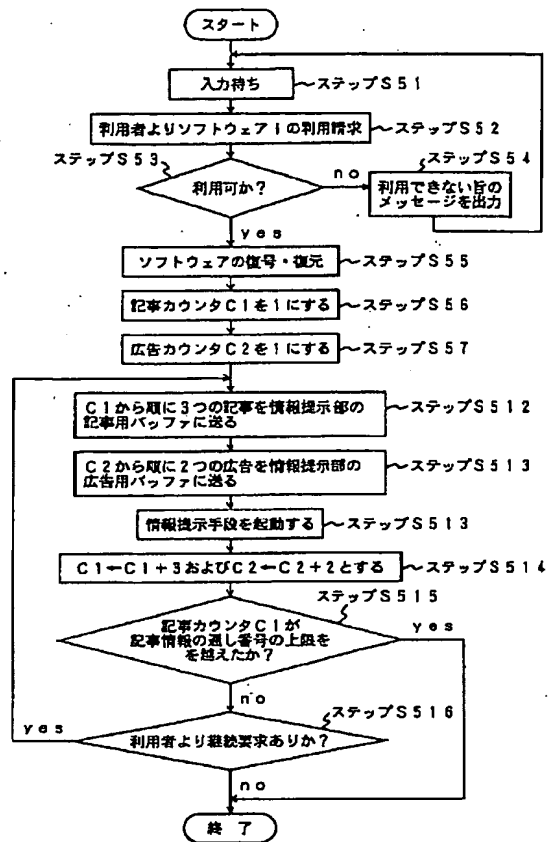 スタート
入力待ち
ステップS51
利用者よりソフトウェアiの利用請求
ステップS52
ステップS53
利用可か?
no
ステップS54
利用できない旨の
メッセージを出力
yes
ソフトウェアの復号・復元
ステップS55
記事カウンタC1を1にする
ステップS56
広告カウンタC2を1にする
ステップS57
C1から順に3つの記事を情報提示部の
記事用バッファに送る
ステップS512
C2から順に2つの広告を情報提示部の
広告用バッファに送る
ステップS513
情報提示手段を起動する
ステップS513
C1←C1+3およびC2←C2+2とする
ステップS514
ステップS515
記事カウンタC1が
記事情報の通し番号の上限を
を越えたか?
yes
no
ステップS516
yes
利用者より継続要求ありか?
no
終 了